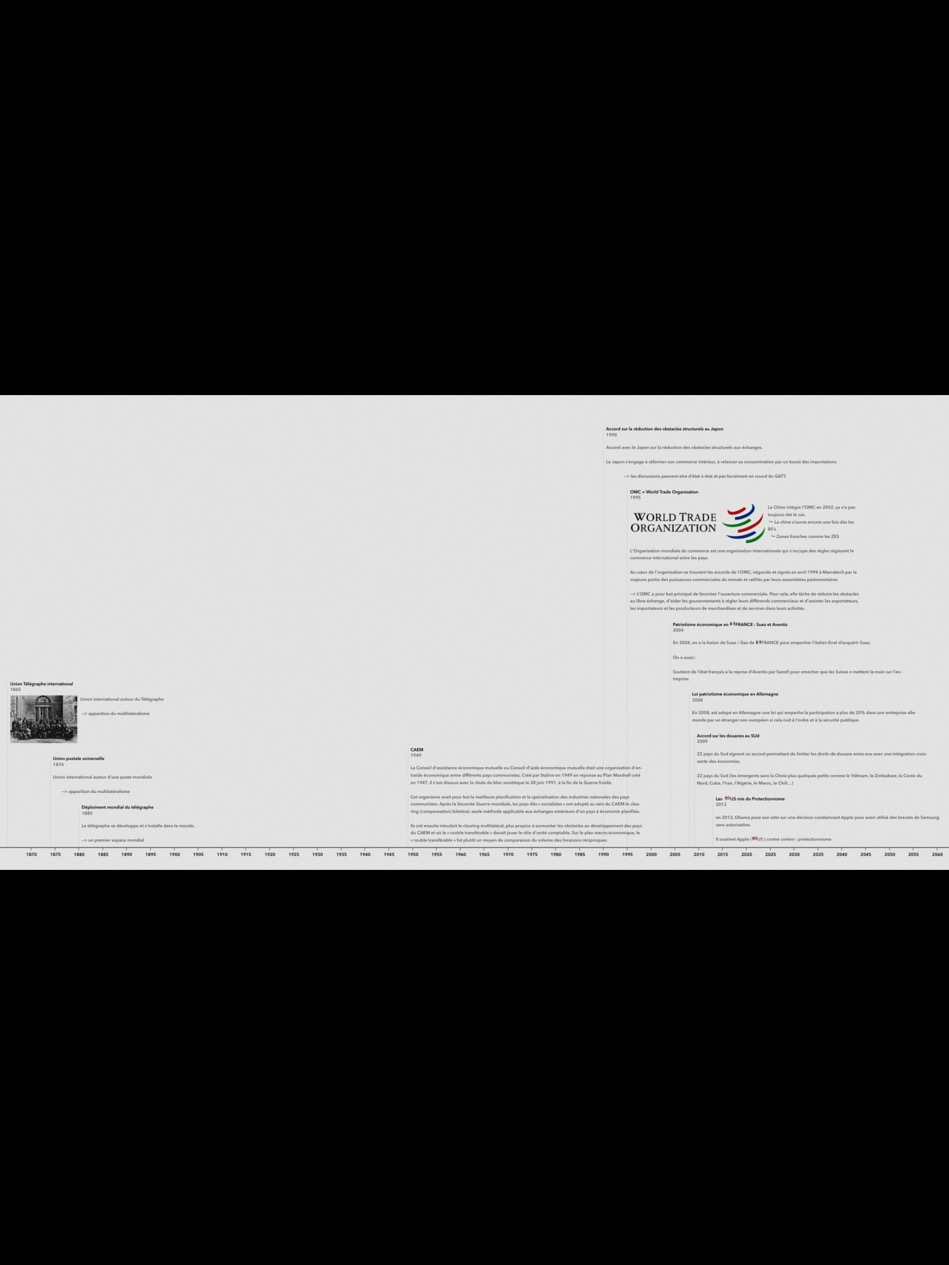 Accord sur la réduction des obstacles structurels au Japon
1990
Accord avec le Japon sur la réduction des obstacles structurels aux échanges.
Le Japon s'engage à réformer son commerce intérieur, à relancer sa consommation par un boost des importations.
--> les discussions peuvent etre d'état à état et pas forcément en round du GATT.
OMC = World Trade Organisation
1995
WORLD TRADE
ORGANIZATION
La Chine intègre l'OMC en 2002, ça n'a pas
toujours été le cas.
↪ La chine s'ouvre encore une fois dès les
80's
↪ Zones franches comme les ZES
L'Organisation mondiale du commerce est une organisation internationale qui s'occupe des règles régissant le
commerce international entre les pays.
Au cœur de l'organisation se trouvent les accords de l'OMC, négociés et signés en avril 1994 à Marrakech par la
majeure partie des puissances commerciales du monde et ratifiés par leurs assemblées parlementaires
--> L'OMC a pour but principal de favoriser l'ouverture commerciale. Pour cela, elle tâche de réduire les obstacles
au libre-échange, d'aider les gouvernements à régler leurs différends commerciaux et d'assister les exportateurs,
les importateurs et les producteurs de marchandises et de services dans leurs activités.
Patriotisme économique en 🇫🇷FRANCE : Suez et Aventis
2004
En 2006, on a la fusion de Suez / Gaz de 🇫🇷FRANCE pour empecher l'italien Enel d'acquérir Suez.
On a aussi :
Soutient de l'état français à la reprise d'Aventis par Sanofi pour emacher que les Suisse n mettent la main sur l'en-
treprise.
Loi patriotisme économique en Allemagne
2008
En 2008, est adopé en Allemagne une loi qui empeche la participation a plus de 25% dans une entreprise alle-
mande par un étranger non européen si cela nuit à l'ordre et à la sécurité publique.
Accord sur les douanes au SUd
2009
22 pays du Sud signent un accord permettant de limiter les droits de douane entre eux avec une intégration crois-
sante des économies.
22 pays du Sud (les émergents sans la Chine plus quelques petits comme le Viêtnam, le Zimbabwe, la Corée du
Nord, Cuba, l'Iran, l'Algérie, le Maroc, le Chili...)
Les 🇺🇸US rois du Protectionnisme
2013
en 2013, Obama pose son véto sur une decision condamnant Apple pour avoir utilisé des brevets de Samsung
sans autorisation.
Il soutient Apple (🇺🇸US ) contre coréen : protectionnisme
Union Télégraphe international
1865
Union international autour du Télégraphe
--> apparition du multilatéralisme
Union postale universelle
1874
Union international autour d'une poste mondiale
--> apparition du multilatéralisme
Déploiment mondial du télégraphe
1880
Le télégraphe se développe et s'installe dans le monde.
--> un premier espace mondial
CAEM
1949
Le Conseil d'assistance économique mutuelle ou Conseil d'aide économique mutuelle était une organisation d'en-
traide économique entre différents pays communistes. Créé par Staline en 1949 en réponse au Plan Marshall créé
en 1947, il s'est dissous avec la chute du bloc soviétique le 28 juin 1991, à la fin de la Guerre froide.
Cet organisme avait pour but la meilleure planification et la spécialisation des industries nationales des pays
communistes. Après la Seconde Guerre mondiale, les pays dits « socialistes » ont adopté au sein du CAEM le clea-
ring (compensation) bilatéral, seule méthode applicable aux échanges extérieurs d'un pays à économie planifiée.
Ils ont ensuite introduit le clearing multilatéral, plus propice à surmonter les obstacles au développement des pays
du CAEM et où le « rouble transférable » devait jouer le rôle d'unité comptable. Sur le plan macro-économique, le
« rouble transférable » fut plutôt un moyen de comparaison du volume des livraisons réciproques.
1870 1875 1880 1885 1890 1895 1900 1905 1910 1915 1920 1925 1930 1935 1940 1945 1950 1955 1960 1965 1970 1975 1980 1985 1990 1995 2000 2005 2010 2015 2020 2025 2030 2035 2040 2045 2050 2055 2060